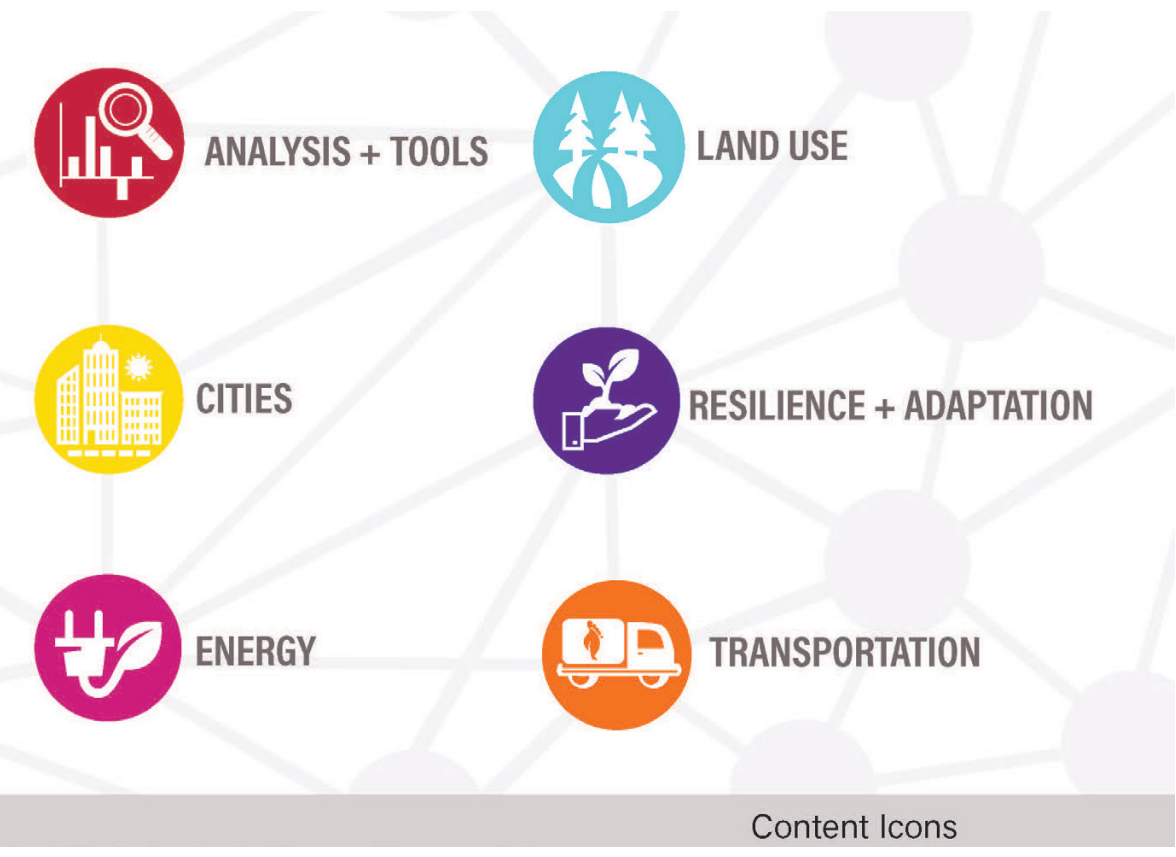 ANALYSIS + TOOLS
LAND USE
CITIES
RESILIENCE + ADAPTATION
ENERGY
TRANSPORTATION
Content Icons